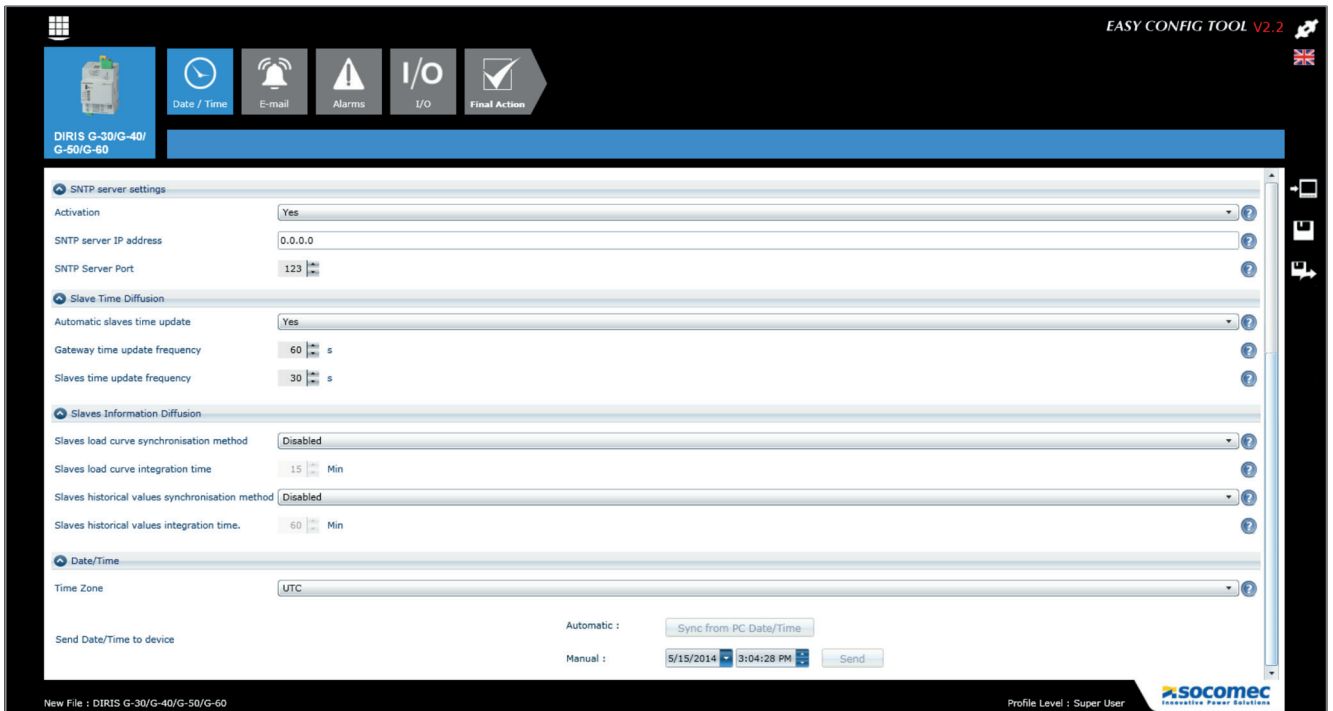 EASY CONFIG TOOL V2.2
Date / Time
E-mail
Alarms
I/O
I/O
Final Action
DIRIS G-30/G-40/
G-50/G-60
SNTP server settings
Activation Yes ?
SNTP server IP address 0.0.0.0 ?
SNTP Server Port 123 ?
Slave Time Diffusion
Automatic slaves time update Yes ?
Gateway time update frequency 60 s ?
Slaves time update frequency 30 s ?
Slaves Information Diffusion
Slaves load curve synchronisation method Disabled ?
Slaves load curve integration time 15 Min ?
Slaves historical values synchronisation method Disabled ?
Slaves historical values integration time. 60 Min ?
Date/Time
Time Zone UTC ?
Send Date/Time to device
Automatic : Sync from PC Date/Time
Manual : 5/15/2014 3:04:28 PM Send
New File : DIRIS G-30/G-40/G-50/G-60
Profile Level : Super User
socomec
Innovative Power Solutions